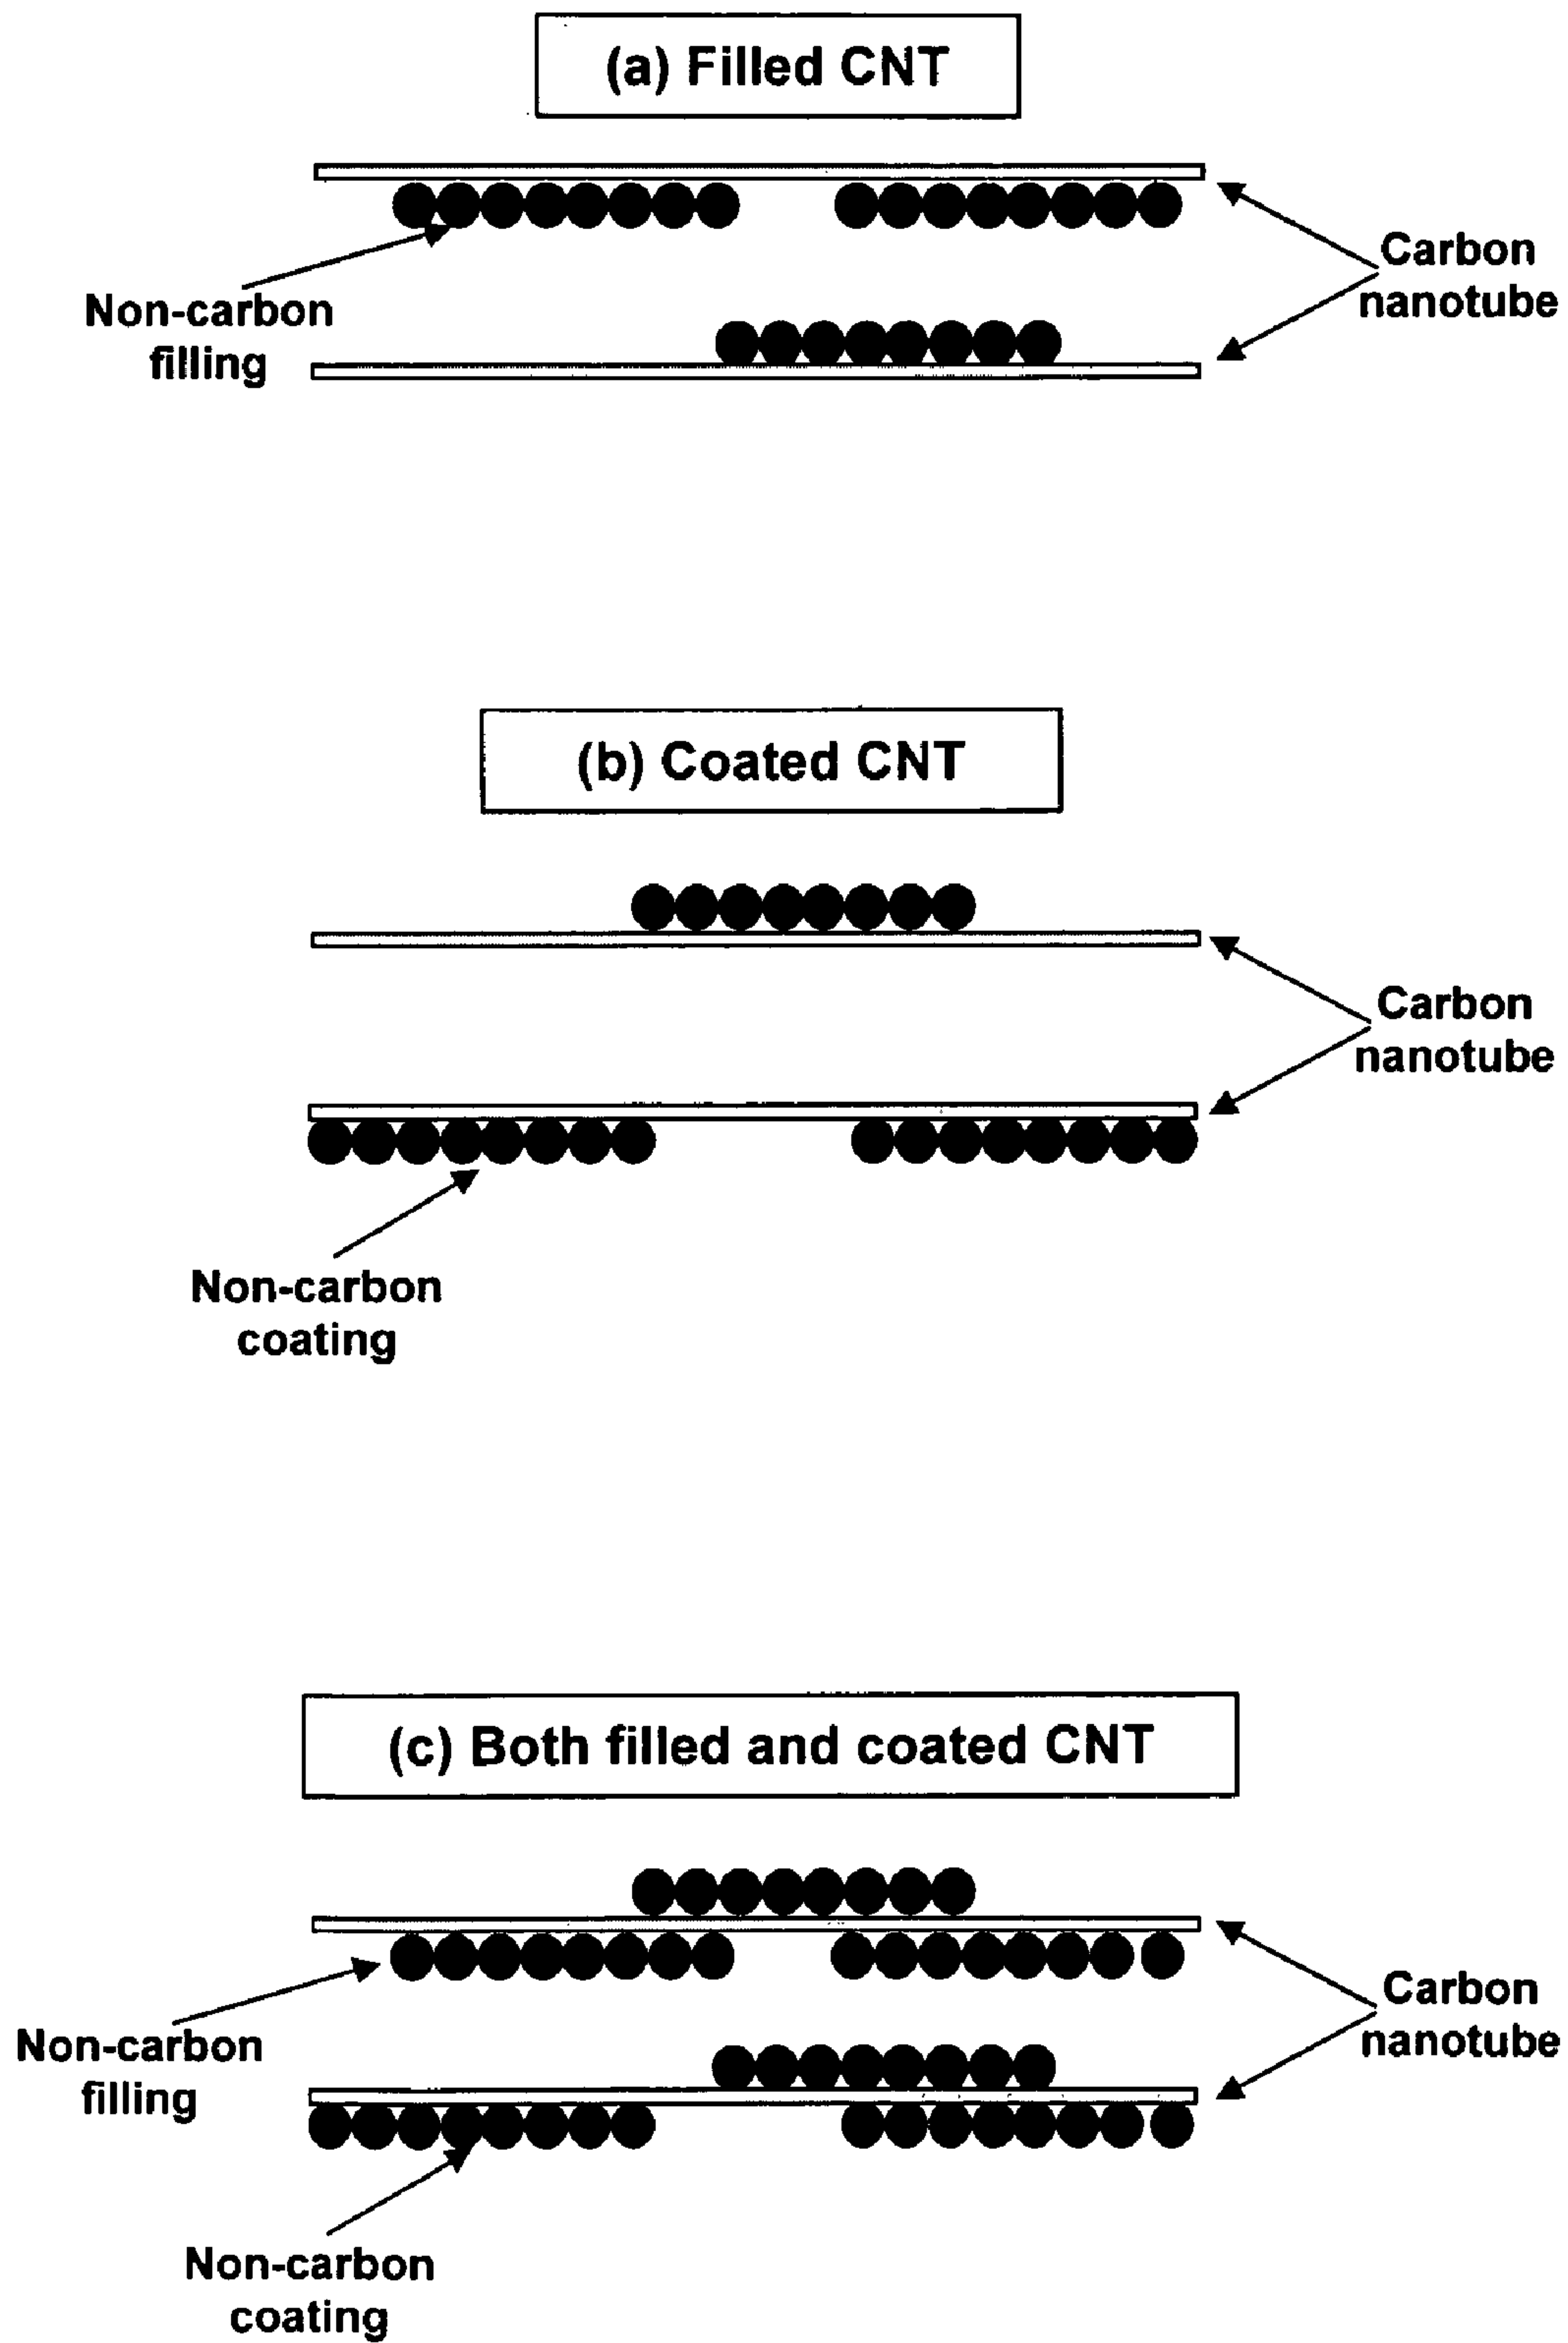 (a) Filled CNT
Carbon
nanotube
Non-carbon
filling
(b) Coated CNT
Carbon
nanotube
Non-carbon
coating
(c) Both filled and coated CNT
Carbon
nanotube
Non-carbon
filling
Non-carbon
coating